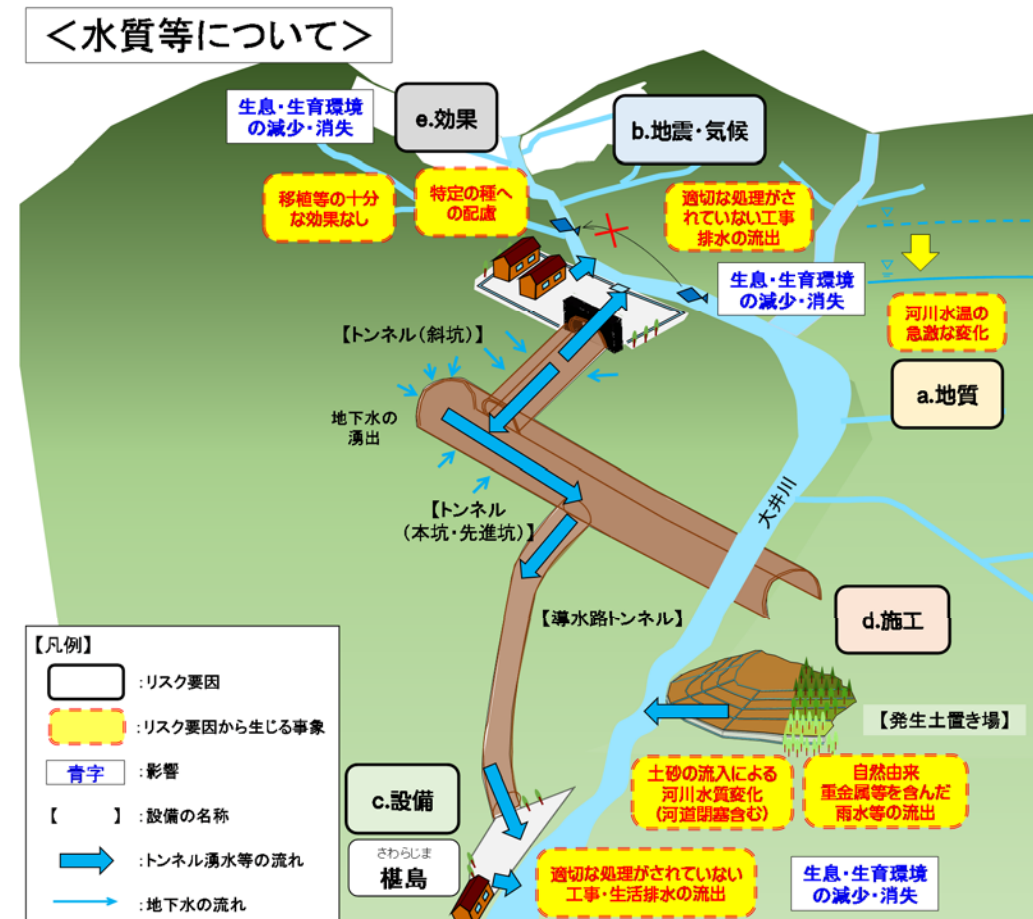 ＜水質等について＞
生息・生育環境
の減少・消失
e.効果
b.地震・気候
移植等の十分
な効果なし
特定の種へ
の配慮
適切な処理がさ
れていない工事
排水の流出
生息・生育環境
の減少・消失
河川水温の
急激な変化
【トンネル(斜坑)】
a.地質
地下水の
湧出
大井川
【トンネル
(本坑・先進坑)】
d.施工
【導水路トンネル】
【発生土置き場】
土砂の流入による
河川水質変化
(河道閉塞含む)
自然由来
重金属等を含んだ
雨水等の流出
c.設備
さわらじま
椹島
適切な処理がされていない
工事・生活排水の流出
生息・生育環境
の減少・消失
【凡例】
：リスク要因
：リスク要因から生じる事象
青字 ：影響
【 】 ：設備の名称
：トンネル湧水等の流れ
：地下水の流れ